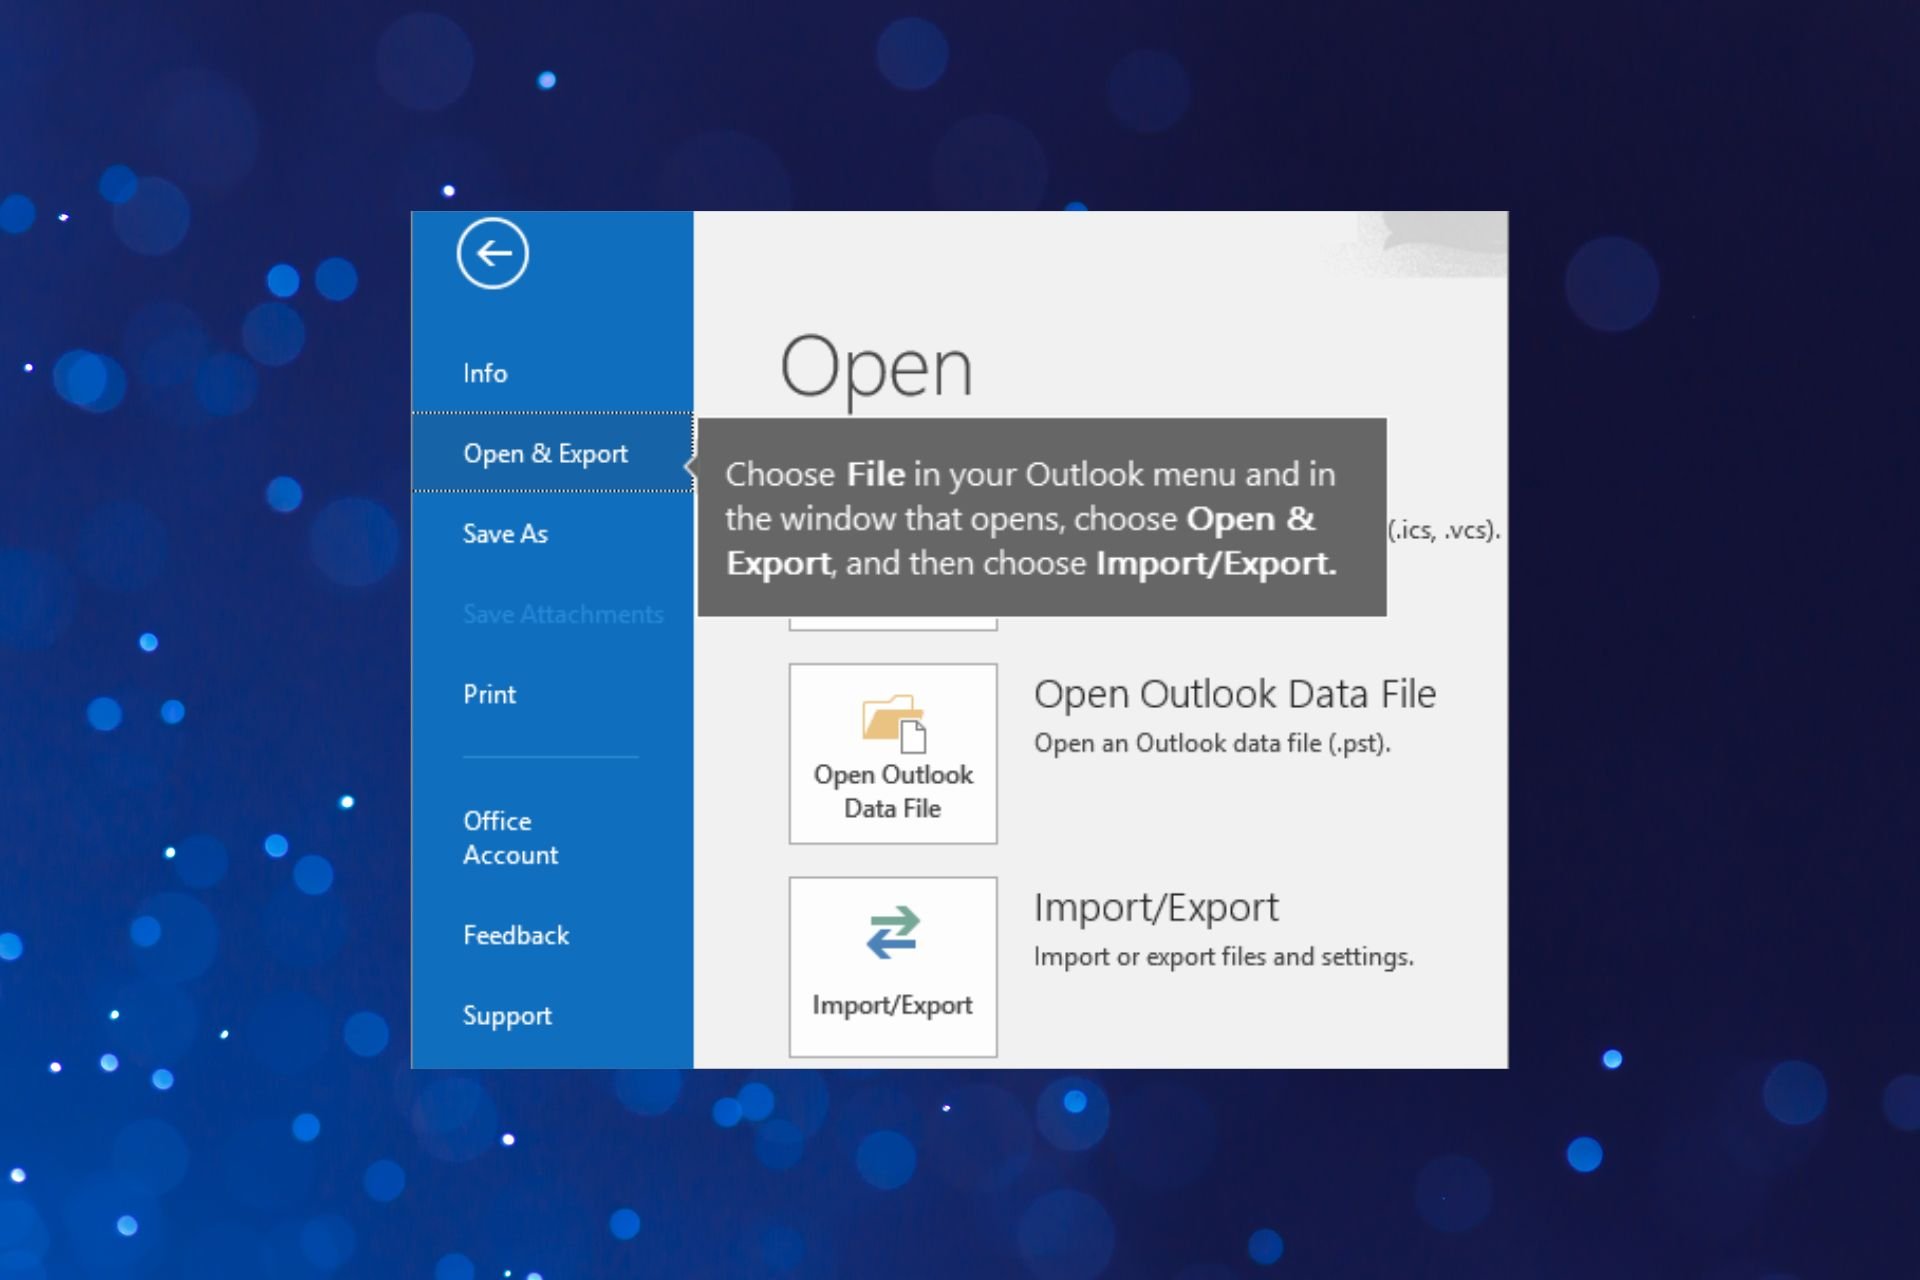 Info
Open & Export
Save As
Save Attachments
Print
Office
Account
Feedback
Support
Open
Choose File in your Outlook menu and in
the window that opens, choose Open &
Export, and then choose Import/Export.
(.ics, .vcs).
Open Outlook
Data File
Open Outlook Data File
Open an Outlook data file (.pst).
Import/Export
Import/Export
Import or export files and settings.